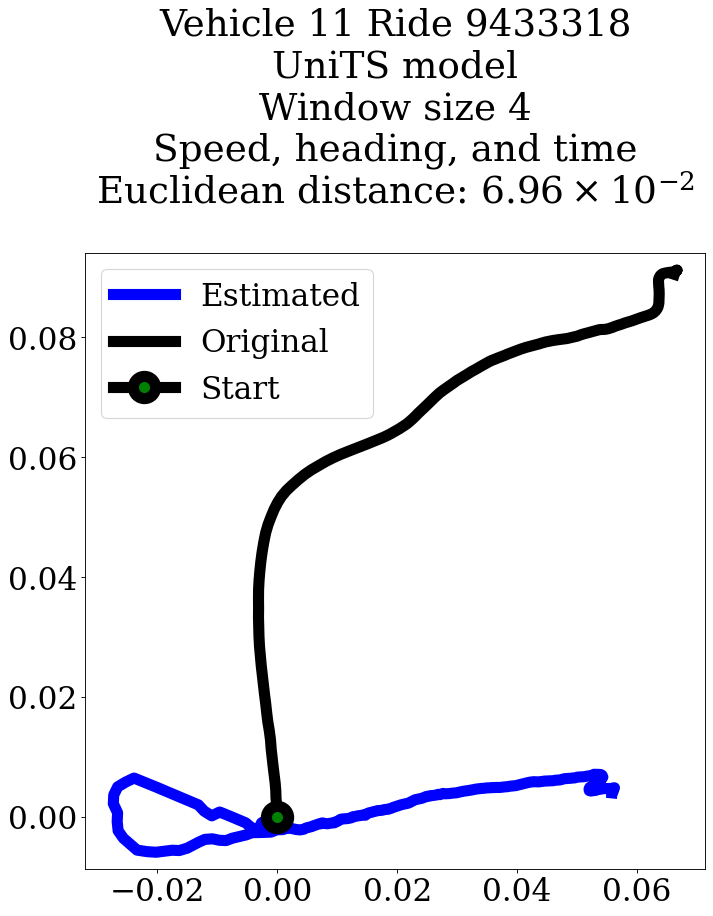 Vehicle 11 Ride 9433318
UniTS model
Window size 4
Speed, heading, and time
Euclidean distance: 6.96 × 10⁻²
Estimated
Original
Start
0.08
0.06
0.04
0.02
0.00
−0.02 0.00 0.02 0.04 0.06